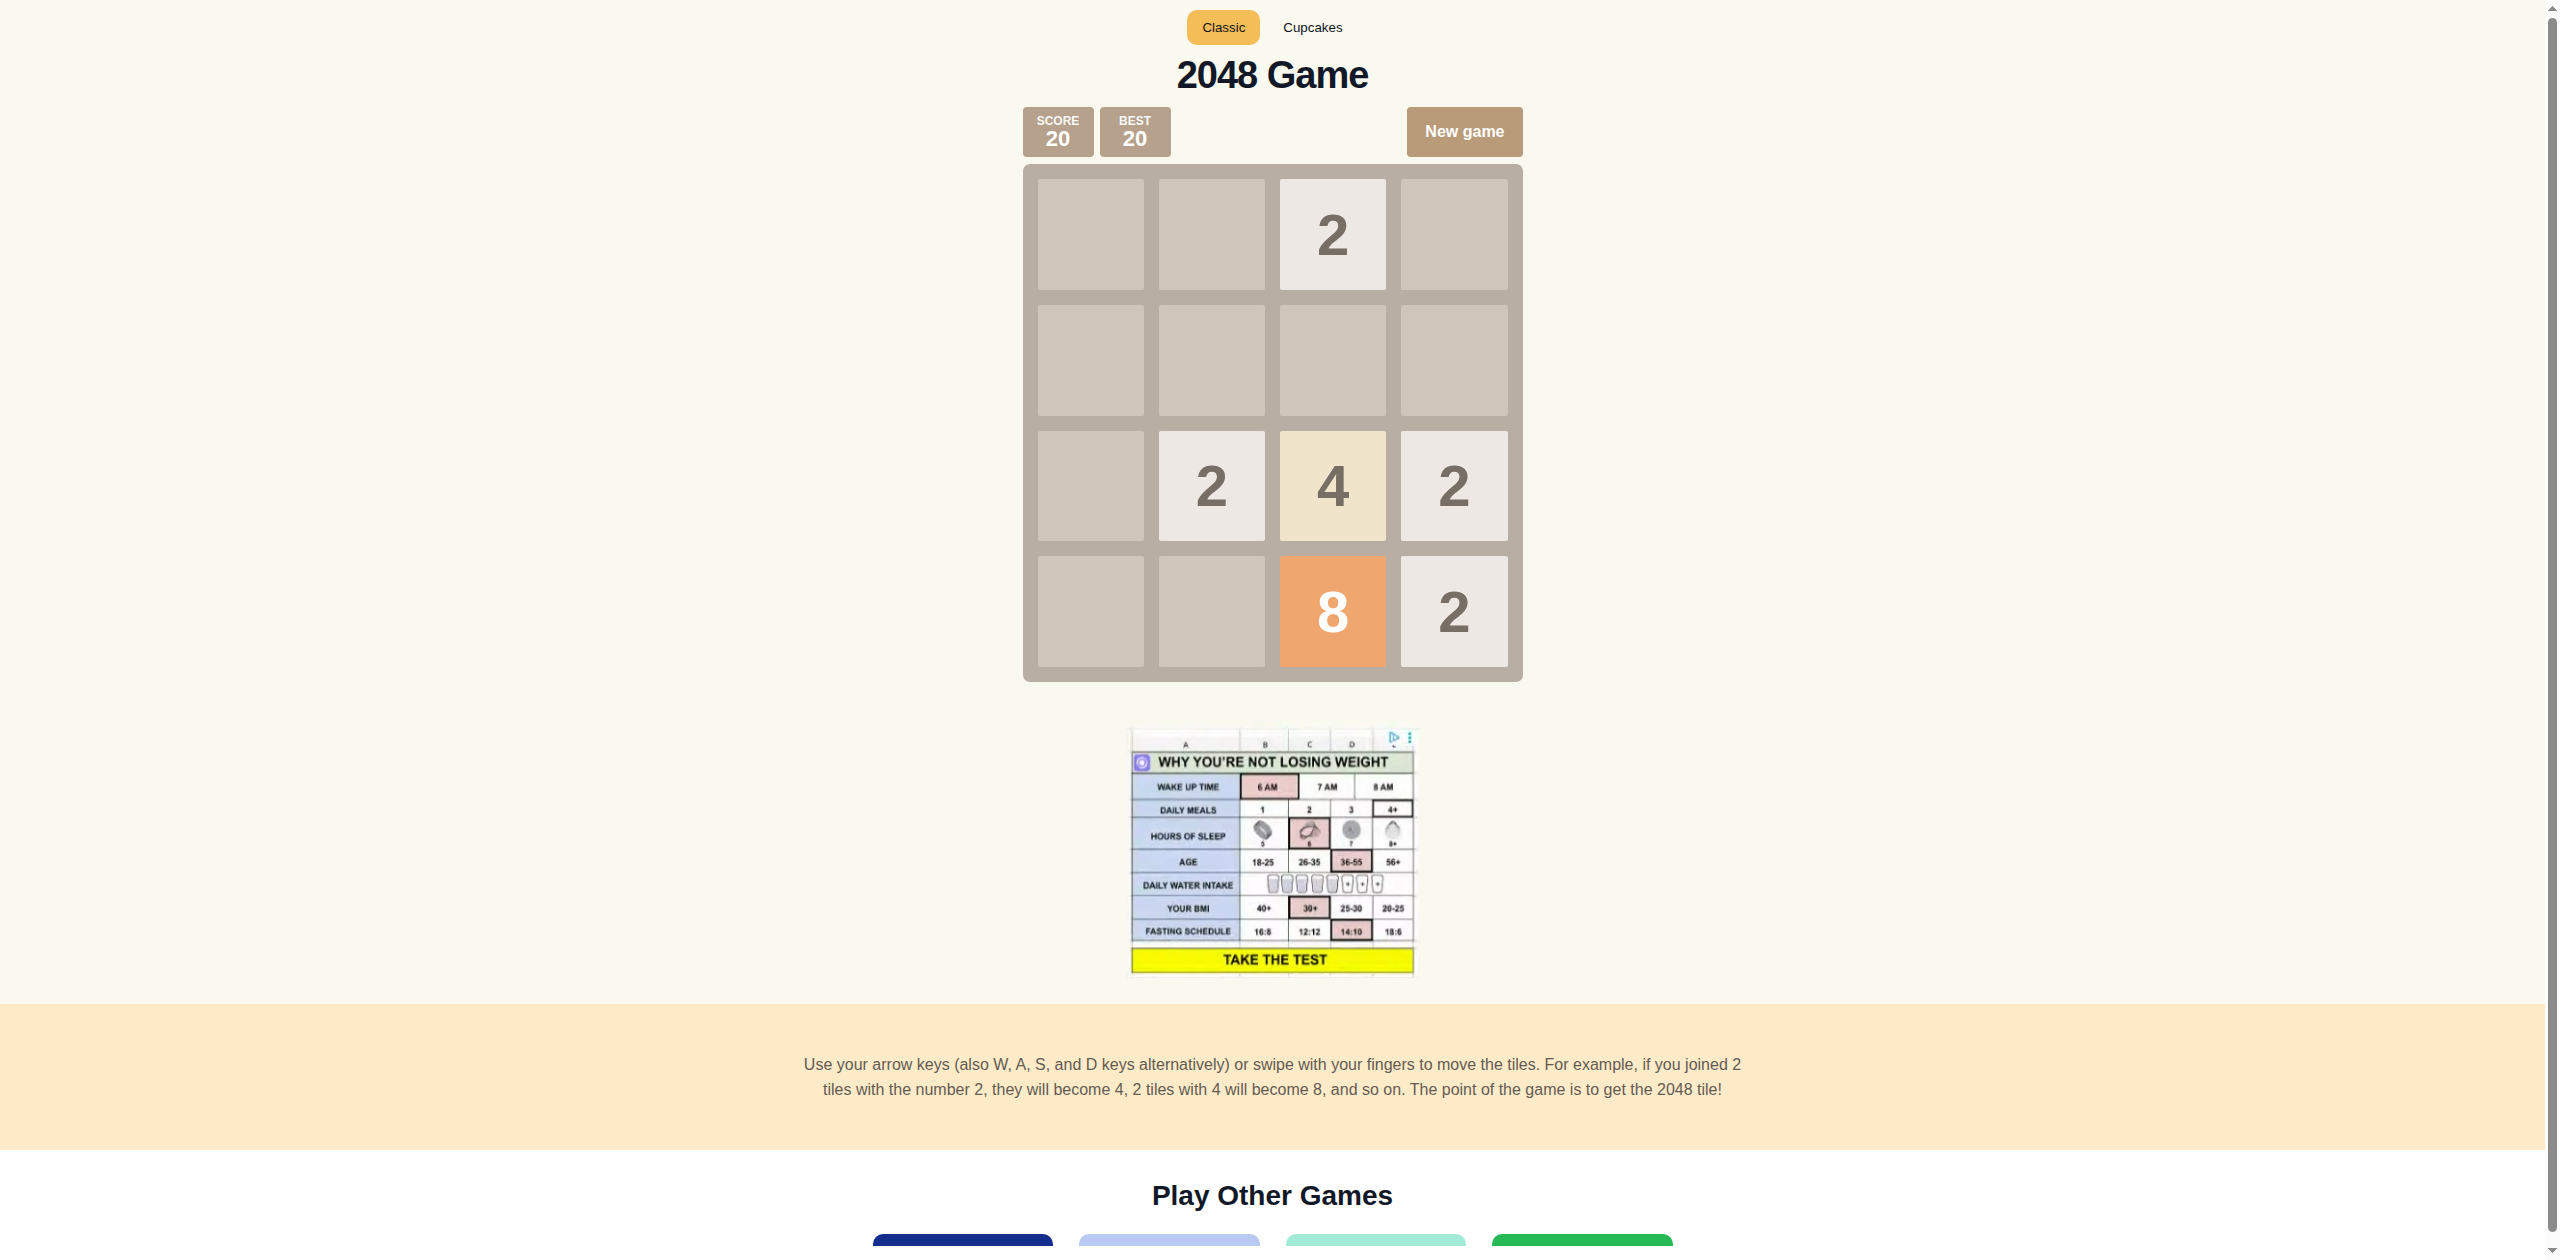 Classic Cupcakes
2048 Game
SCORE BEST
20 20
New game
2
2 4 2
8 2
A B C D
WHY YOU'RE NOT LOSING WEIGHT
WAKE UP TIME 6 AM 7 AM 8 AM
DAILY MEALS 1 2 3 4+
HOURS OF SLEEP 5 6 7 8+
AGE 18-25 26-35 36-55 56+
DAILY WATER INTAKE + + +
YOUR BMI 40+ 30+ 25-30 20-25
FASTING SCHEDULE 16:8 12:12 14:10 18:6
TAKE THE TEST
Use your arrow keys (also W, A, S, and D keys alternatively) or swipe with your fingers to move the tiles. For example, if you joined 2
tiles with the number 2, they will become 4, 2 tiles with 4 will become 8, and so on. The point of the game is to get the 2048 tile!
Play Other Games